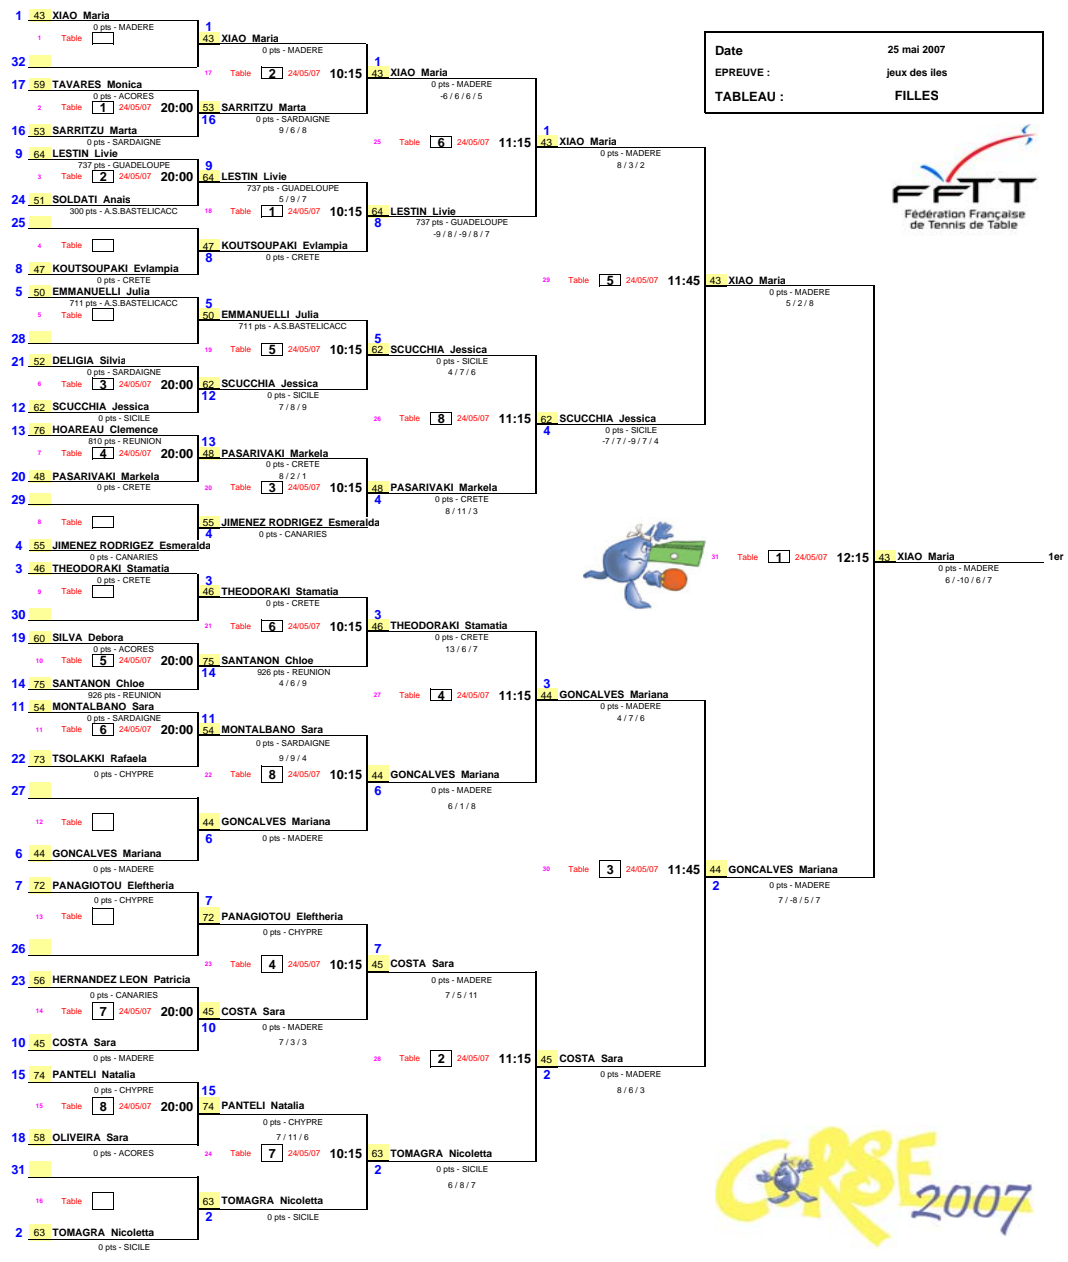 Date 25 mai 2007
EPREUVE : jeux des iles
TABLEAU : FILLES
FFTT
Fédération Française
de Tennis de Table
1 43 XIAO Maria
0 pts - MADERE
1 Table
32
17 59 TAVARES Monica
0 pts - ACORES
2 Table 1 24/05/07 20:00
16 53 SARRITZU Marta
0 pts - SARDAIGNE
9 64 LESTIN Livie
737 pts - GUADELOUPE
3 Table 2 24/05/07 20:00
24 51 SOLDATI Anais
300 pts - A.S.BASTELICACC
25
4 Table
8 47 KOUTSOUPAKI Evlampia
0 pts - CRETE
5 50 EMMANUELLI Julia
711 pts - A.S.BASTELICACC
5 Table
28
21 52 DELIGIA Silvia
0 pts - SARDAIGNE
6 Table 3 24/05/07 20:00
12 62 SCUCCHIA Jessica
0 pts - SICILE
13 76 HOAREAU Clemence
810 pts - REUNION
7 Table 4 24/05/07 20:00
20 48 PASARIVAKI Markela
0 pts - CRETE
29
8 Table
4 55 JIMENEZ RODRIGEZ Esmeralda
0 pts - CANARIES
3 46 THEODORAKI Stamatia
0 pts - CRETE
9 Table
30
19 60 SILVA Debora
0 pts - ACORES
10 Table 5 24/05/07 20:00
14 75 SANTANON Chloe
926 pts - REUNION
11 54 MONTALBANO Sara
0 pts - SARDAIGNE
11 Table 6 24/05/07 20:00
22 73 TSOLAKKI Rafaela
0 pts - CHYPRE
27
12 Table
6 44 GONCALVES Mariana
0 pts - MADERE
7 72 PANAGIOTOU Eleftheria
0 pts - CHYPRE
13 Table
26
23 56 HERNANDEZ LEON Patricia
0 pts - CANARIES
14 Table 7 24/05/07 20:00
10 45 COSTA Sara
0 pts - MADERE
15 74 PANTELI Natalia
0 pts - CHYPRE
15 Table 8 24/05/07 20:00
18 58 OLIVEIRA Sara
0 pts - ACORES
31
16 Table
2 63 TOMAGRA Nicoletta
0 pts - SICILE
1
43 XIAO Maria
0 pts - MADERE
17 Table 2 24/05/07 10:15
53 SARRITZU Marta
16
0 pts - SARDAIGNE
9 / 6 / 8
9
64 LESTIN Livie
737 pts - GUADELOUPE
5 / 9 / 7
18 Table 1 24/05/07 10:15
47 KOUTSOUPAKI Evlampia
8
0 pts - CRETE
5
50 EMMANUELLI Julia
711 pts - A.S.BASTELICACC
19 Table 5 24/05/07 10:15
62 SCUCCHIA Jessica
12
0 pts - SICILE
7 / 8 / 9
13
48 PASARIVAKI Markela
0 pts - CRETE
8 / 2 / 1
20 Table 3 24/05/07 10:15
55 JIMENEZ RODRIGEZ Esmeralda
4
0 pts - CANARIES
3
46 THEODORAKI Stamatia
0 pts - CRETE
21 Table 6 24/05/07 10:15
75 SANTANON Chloe
14
926 pts - REUNION
4 / 6 / 9
11
54 MONTALBANO Sara
0 pts - SARDAIGNE
9 / 9 / 4
22 Table 8 24/05/07 10:15
44 GONCALVES Mariana
6
0 pts - MADERE
7
72 PANAGIOTOU Eleftheria
0 pts - CHYPRE
23 Table 4 24/05/07 10:15
45 COSTA Sara
10
0 pts - MADERE
7 / 3 / 3
15
74 PANTELI Natalia
0 pts - CHYPRE
7 / 11 / 6
24 Table 7 24/05/07 10:15
63 TOMAGRA Nicoletta
2
0 pts - SICILE
1
43 XIAO Maria
0 pts - MADERE
-6 / 6 / 6 / 5
25 Table 6 24/05/07 11:15
64 LESTIN Livie
8
737 pts - GUADELOUPE
-9 / 8 / -9 / 8 / 7
5
62 SCUCCHIA Jessica
0 pts - SICILE
4 / 7 / 6
26 Table 8 24/05/07 11:15
48 PASARIVAKI Markela
4
0 pts - CRETE
8 / 11 / 3
3
46 THEODORAKI Stamatia
0 pts - CRETE
13 / 6 / 7
27 Table 4 24/05/07 11:15
44 GONCALVES Mariana
6
0 pts - MADERE
6 / 1 / 8
7
45 COSTA Sara
0 pts - MADERE
7 / 5 / 11
28 Table 2 24/05/07 11:15
63 TOMAGRA Nicoletta
2
0 pts - SICILE
6 / 8 / 7
1
43 XIAO Maria
0 pts - MADERE
8 / 3 / 2
29 Table 5 24/05/07 11:45
62 SCUCCHIA Jessica
4
0 pts - SICILE
-7 / 7 / -9 / 7 / 4
3
44 GONCALVES Mariana
0 pts - MADERE
4 / 7 / 6
30 Table 3 24/05/07 11:45
45 COSTA Sara
2
0 pts - MADERE
8 / 6 / 3
43 XIAO Maria
0 pts - MADERE
5 / 2 / 8
31 Table 1 24/05/07 12:15
44 GONCALVES Mariana
2
0 pts - MADERE
7 / -8 / 5 / 7
43 XIAO Maria 1er
0 pts - MADERE
6 / -10 / 6 / 7
CORSE
2007